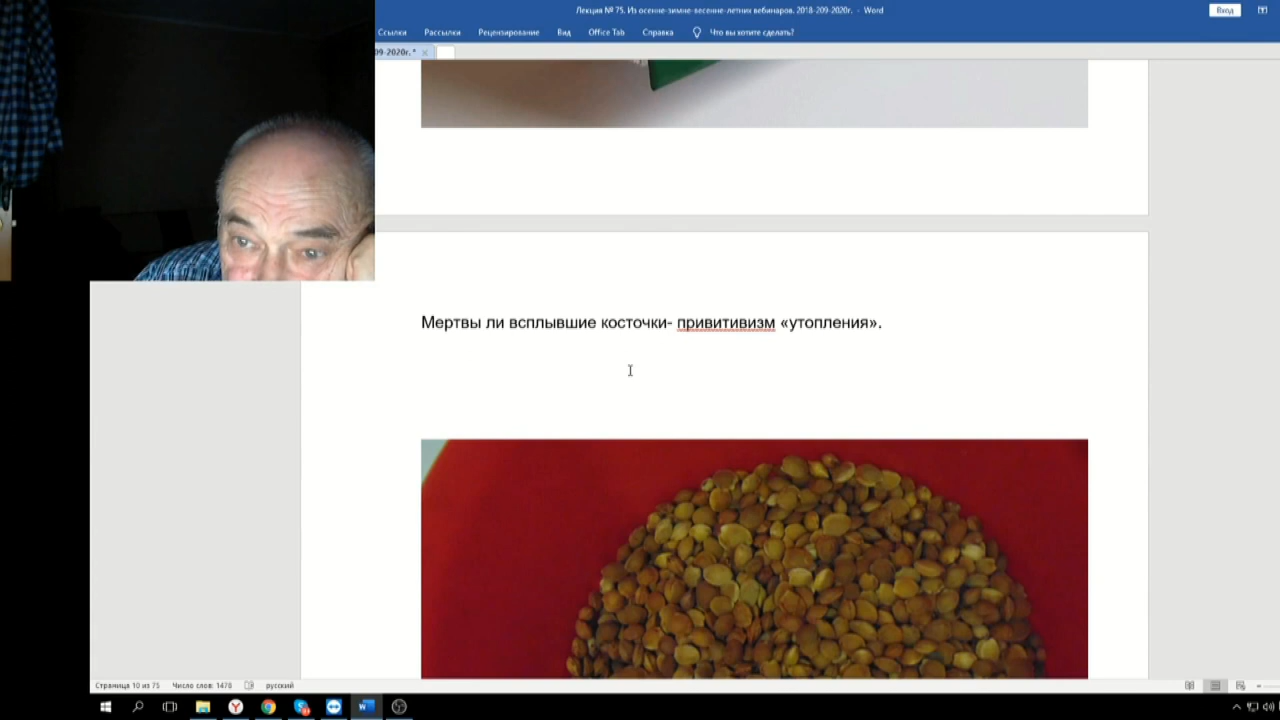 Лекция № 75. Из осенне-зимне-весенне-летних вебинаров. 2018-209-2020г. - Word
Вход
Ссылки Рассылки Рецензирование Вид Office Tab Справка Что вы хотите сделать?
09-2020г. *
Мертвы ли всплывшие косточки- привитивизм «утопления».
Страница 10 из 75 Число слов: 1478 русский